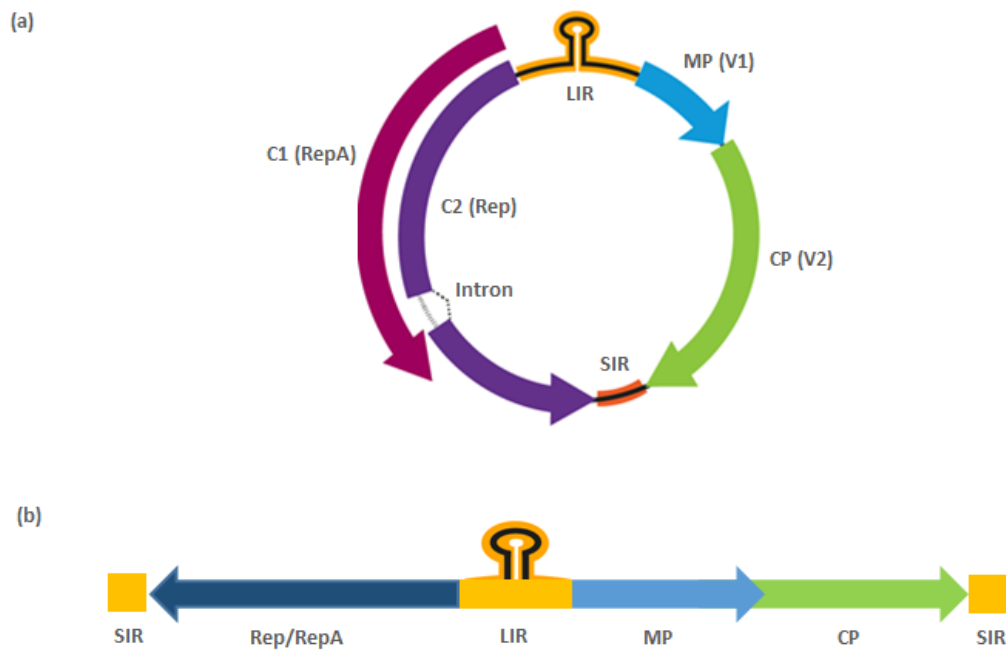 (a)
MP (V1)
LIR
C1 (RepA)
C2 (Rep)
CP (V2)
Intron
SIR
(b)
SIR
Rep/RepA
LIR
MP
CP
SIR